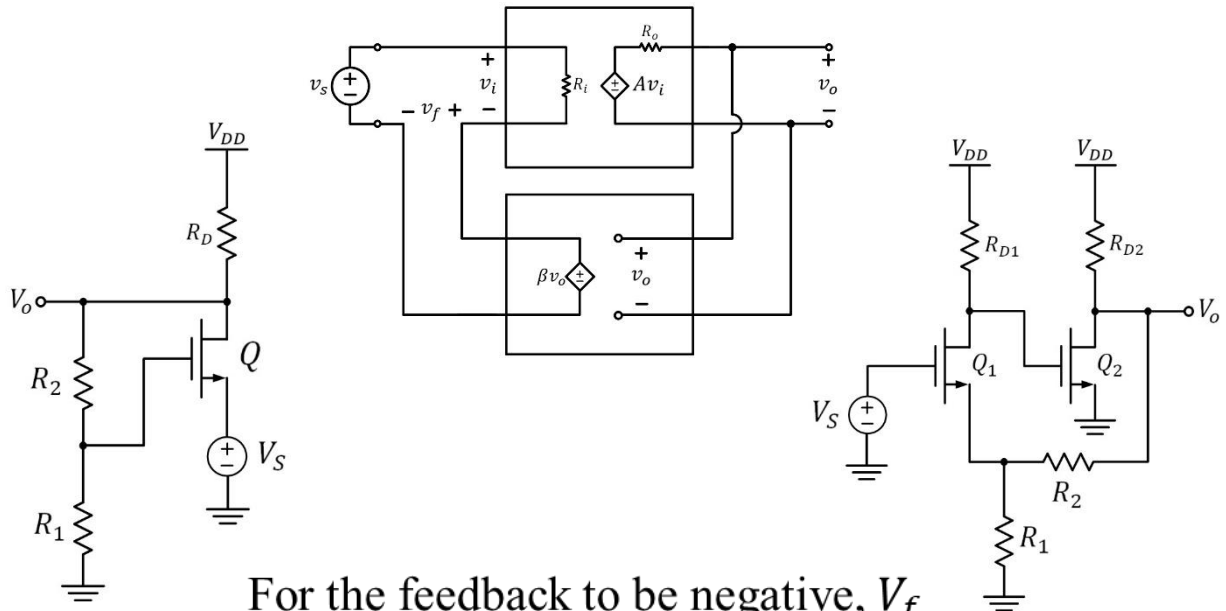 R_o
+
v_s
+
−
v_i
R_i
Av_i
+
−
v_o
− v_f +
−
−
V_DD
R_D
V_o
R_2
Q
V_S
+
−
R_1
βv_o
+
−
+
v_o
−
V_DD
V_DD
R_D1
R_D2
V_o
Q_1
Q_2
V_S
+
−
R_2
R_1
For the feedback to be negative, V_f